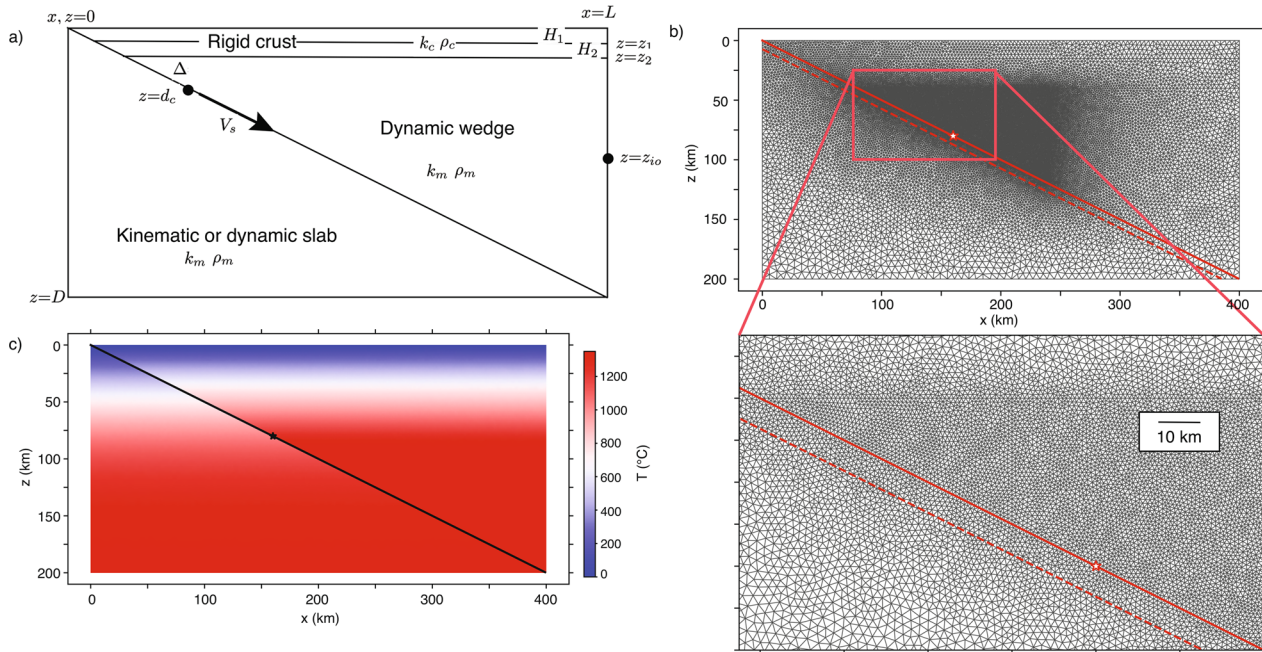 a)
x, z=0
x=L
Rigid crust
k_c ρ_c
H_1
H_2
z=z_1
z=z_2
Δ
z=d_c
V_s
Dynamic wedge
k_m ρ_m
z=z_io
Kinematic or dynamic slab
k_m ρ_m
z=D
b)
0
50
100
150
200
z (km)
0 100 200 300 400
x (km)
10 km
c)
0
50
100
150
200
z (km)
0 100 200 300 400
x (km)
1200
1000
800
600
400
200
0
T (°C)